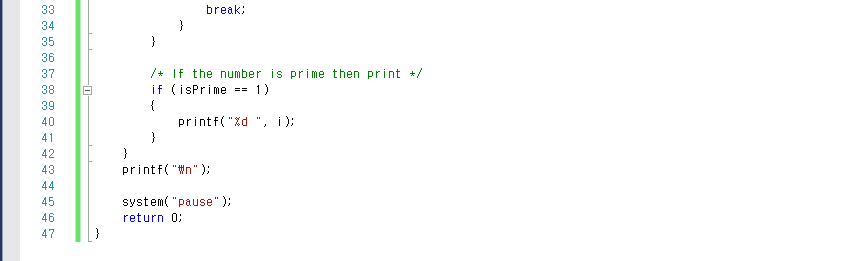 33 break;
34 }
35 }
36
37 /* If the number is prime then print */
38 if (isPrime == 1)
39 {
40 printf("%d ", i);
41 }
42 }
43 printf("₩n");
44
45 system("pause");
46 return 0;
47 }